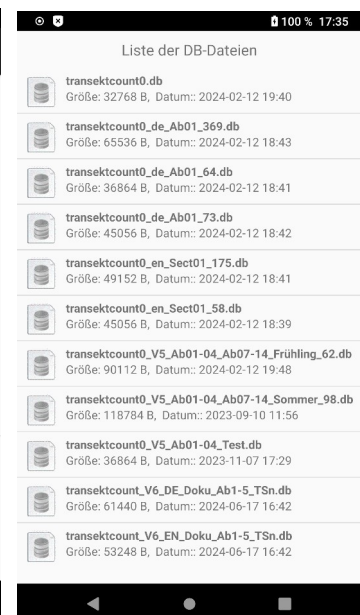 100 % 17:35
Liste der DB-Dateien
transektcount0.db
Größe: 32768 B, Datum:: 2024-02-12 19:40
transektcount0_de_Ab01_369.db
Größe: 65536 B, Datum:: 2024-02-12 18:43
transektcount0_de_Ab01_64.db
Größe: 36864 B, Datum:: 2024-02-12 18:41
transektcount0_de_Ab01_73.db
Größe: 45056 B, Datum:: 2024-02-12 18:42
transektcount0_en_Sect01_175.db
Größe: 49152 B, Datum:: 2024-02-12 18:41
transektcount0_en_Sect01_58.db
Größe: 45056 B, Datum:: 2024-02-12 18:39
transektcount0_V5_Ab01-04_Ab07-14_Frühling_62.db
Größe: 90112 B, Datum:: 2024-02-12 19:48
transektcount0_V5_Ab01-04_Ab07-14_Sommer_98.db
Größe: 118784 B, Datum:: 2023-09-10 11:56
transektcount0_V5_Ab01-04_Test.db
Größe: 36864 B, Datum:: 2023-11-07 17:29
transektcount_V6_DE_Doku_Ab1-5_TSn.db
Größe: 61440 B, Datum:: 2024-06-17 16:42
transektcount_V6_EN_Doku_Ab1-5_TSn.db
Größe: 53248 B, Datum:: 2024-06-17 16:42